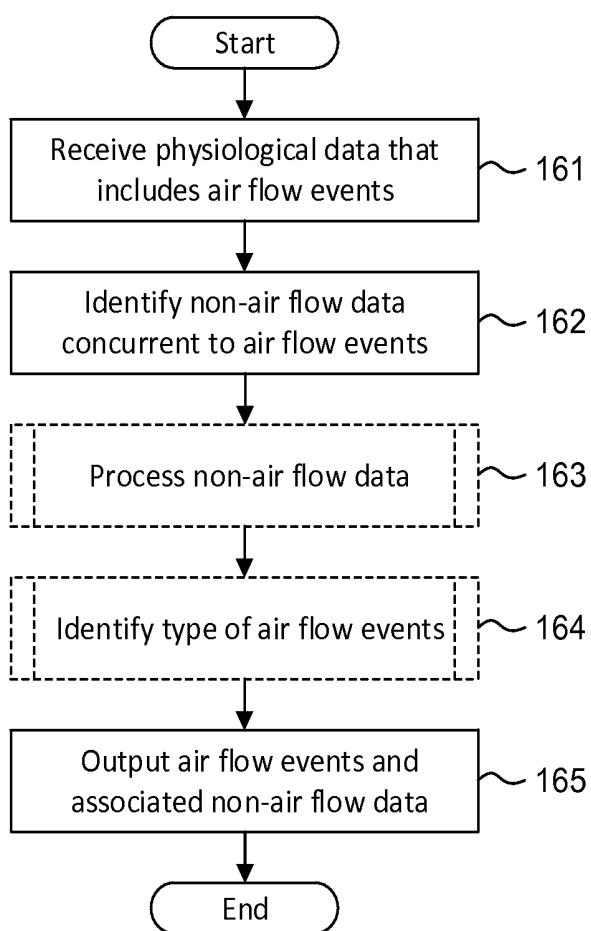 Start
Receive physiological data that
includes air flow events
161
Identify non-air flow data
concurrent to air flow events
162
Process non-air flow data
163
Identify type of air flow events
164
Output air flow events and
associated non-air flow data
165
End